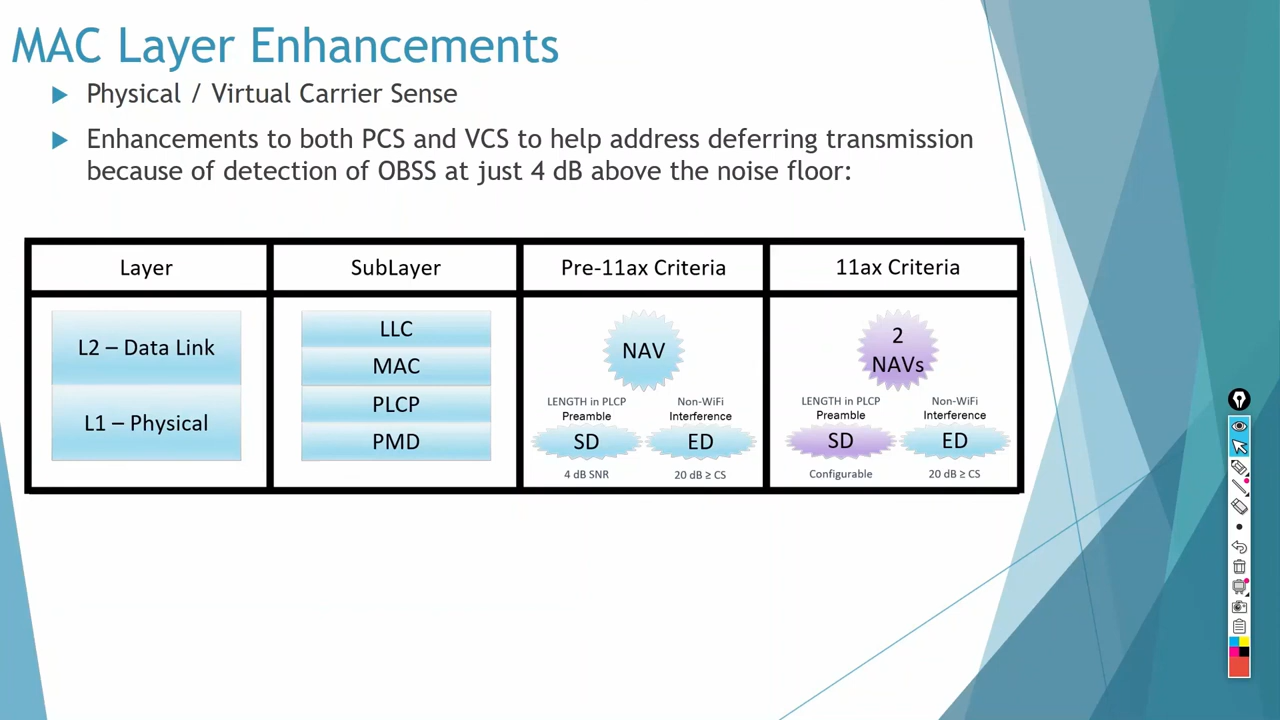 MAC Layer Enhancements
Physical / Virtual Carrier Sense
Enhancements to both PCS and VCS to help address deferring transmission
because of detection of OBSS at just 4 dB above the noise floor:
Layer
SubLayer
Pre-11ax Criteria
11ax Criteria
L2 – Data Link
L1 – Physical
LLC
MAC
PLCP
PMD
NAV
LENGTH in PLCP
Preamble
SD
4 dB SNR
Non-WiFi
Interference
ED
20 dB ≥ CS
2
NAVs
LENGTH in PLCP
Preamble
SD
Configurable
Non-WiFi
Interference
ED
20 dB ≥ CS